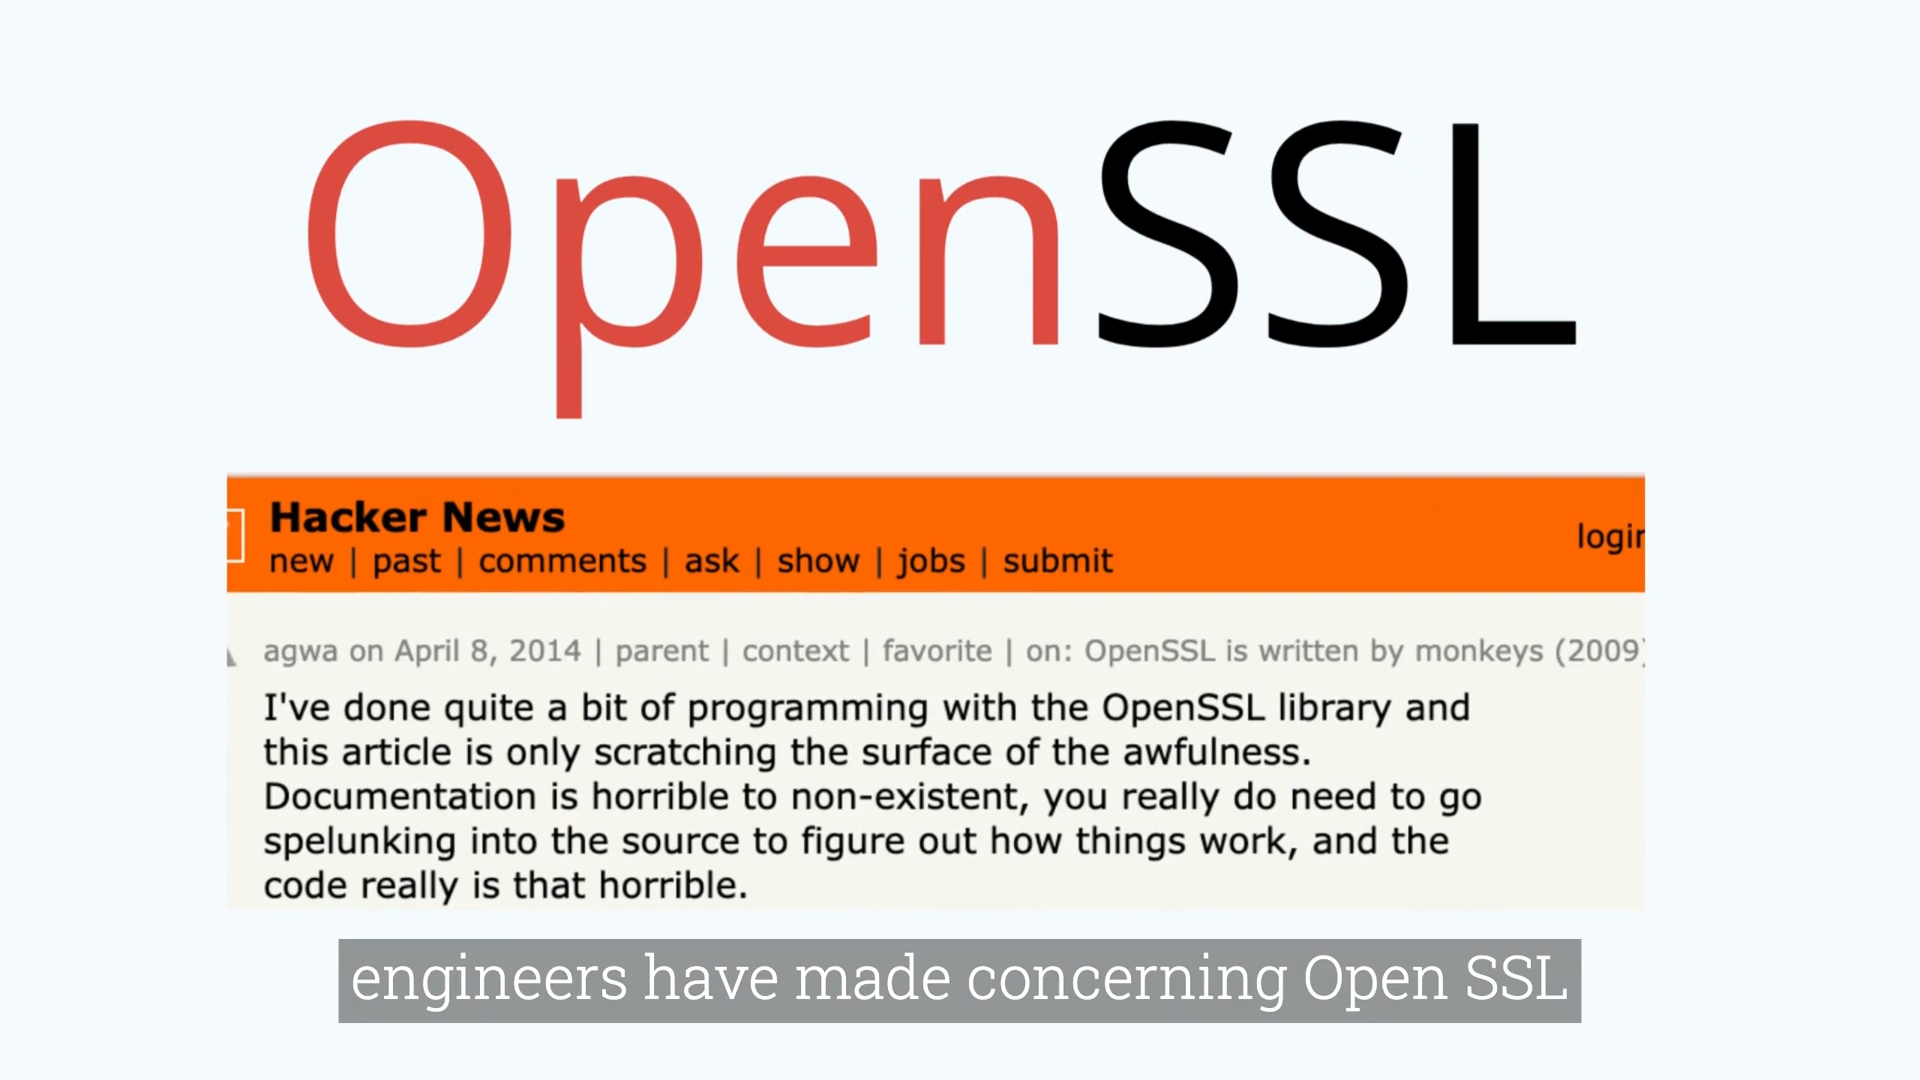 OpenSSL
Hacker News
login
new | past | comments | ask | show | jobs | submit
agwa on April 8, 2014 | parent | context | favorite | on: OpenSSL is written by monkeys (2009)
I've done quite a bit of programming with the OpenSSL library and
this article is only scratching the surface of the awfulness.
Documentation is horrible to non-existent, you really do need to go
spelunking into the source to figure out how things work, and the
code really is that horrible.
engineers have made concerning Open SSL